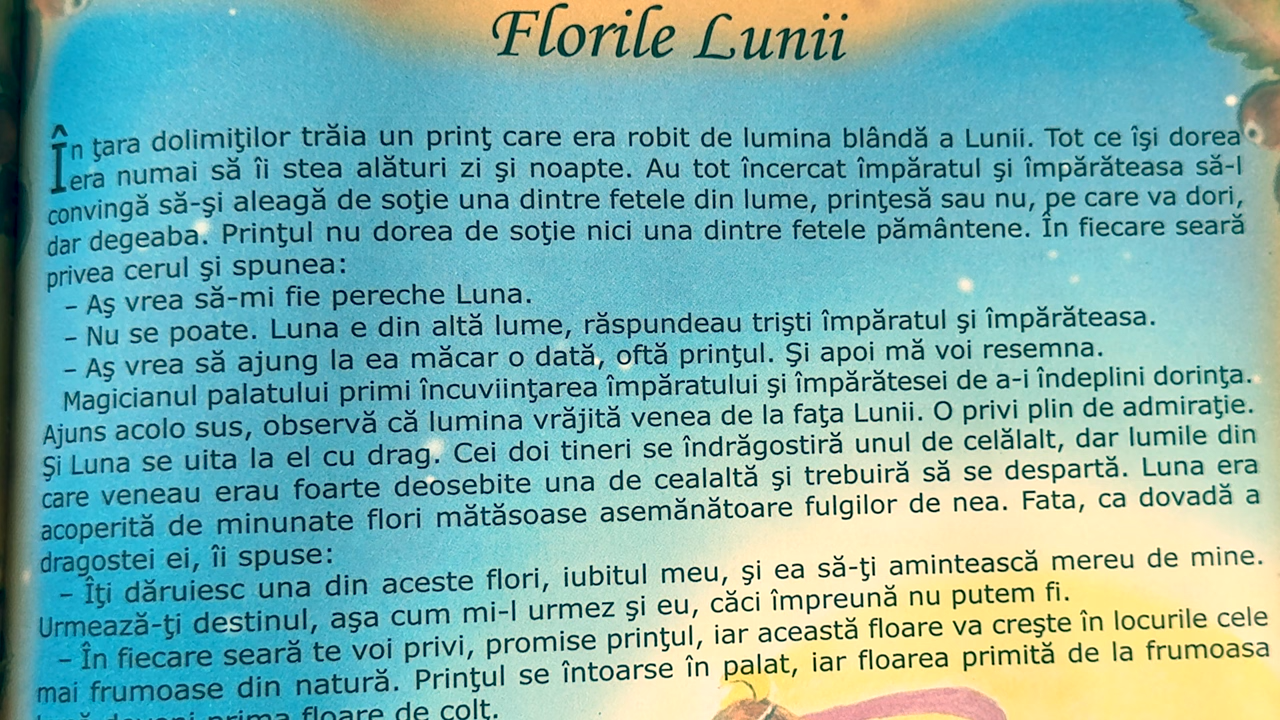 Florile Lunii
În ţara dolimiţilor trăia un prinţ care era robit de lumina blândă a Lunii. Tot ce îşi dorea
era numai să îi stea alături zi şi noapte. Au tot încercat împăratul şi împărăteasa să-l
convingă să-şi aleagă de soţie una dintre fetele din lume, prinţesă sau nu, pe care va dori,
dar degeaba. Prinţul nu dorea de soţie nici una dintre fetele pământene. În fiecare seară
privea cerul şi spunea:
– Aş vrea să-mi fie pereche Luna.
– Nu se poate. Luna e din altă lume, răspundeau trişti împăratul şi împărăteasa.
– Aş vrea să ajung la ea măcar o dată, oftă prinţul. Şi apoi mă voi resemna.
Magicianul palatului primi încuviinţarea împăratului şi împărătesei de a-i îndeplini dorinţa.
Ajuns acolo sus, observă că lumina vrăjită venea de la faţa Lunii. O privi plin de admiraţie.
Şi Luna se uita la el cu drag. Cei doi tineri se îndrăgostiră unul de celălalt, dar lumile din
care veneau erau foarte deosebite una de cealaltă şi trebuiră să se despartă. Luna era
acoperită de minunate flori mătăsoase asemănătoare fulgilor de nea. Fata, ca dovadă a
dragostei ei, îi spuse:
– Îţi dăruiesc una din aceste flori, iubitul meu, şi ea să-ţi amintească mereu de mine.
Urmează-ţi destinul, aşa cum mi-l urmez şi eu, căci împreună nu putem fi.
– În fiecare seară te voi privi, promise prinţul, iar această floare va creşte în locurile cele
mai frumoase din natură. Prinţul se întoarse în palat, iar floarea primită de la frumoasa
prima floare de colţ.